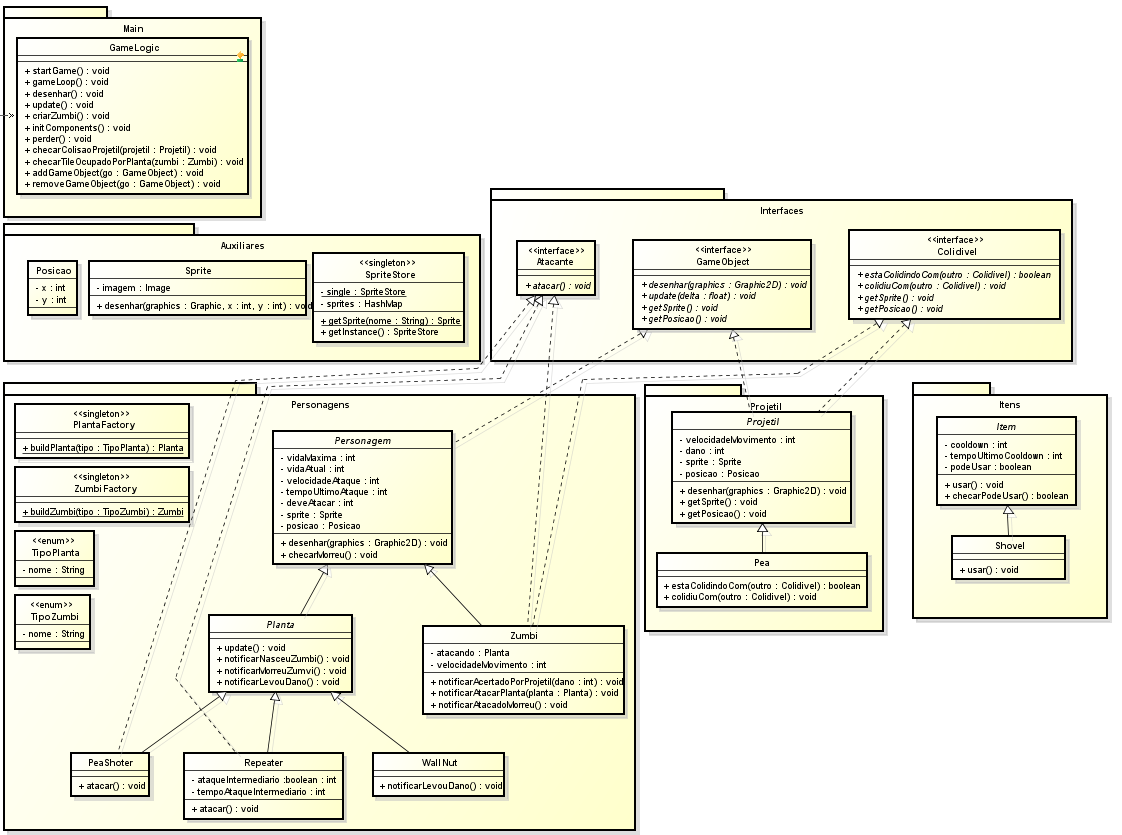 Main
GameLogic
+ startGame() : void
+ gameLoop() : void
+ desenhar() : void
+ update() : void
+ criarZumbi() : void
+ initComponents() : void
+ perder() : void
+ checarColisaoProjetil(projetil : Projetil) : void
+ checarTileOcupadoPorPlanta(zumbi : Zumbi) : void
+ addGameObject(go : GameObject) : void
+ removeGameObject(go : GameObject) : void
Auxiliares
Posicao
- x : int
- y : int
Sprite
- imagem : Image
+ desenhar(graphics : Graphic, x : int, y : int) : void
<<singleton>>
SpriteStore
- single : SpriteStore
- sprites : HashMap
+ getSprite(nome : String) : Sprite
+ getInstance() : SpriteStore
Interfaces
<<interface>>
Atacante
+ atacar() : void
<<interface>>
GameObject
+ desenhar(graphics : Graphic2D) : void
+ update(delta : float) : void
+ getSprite() : void
+ getPosicao() : void
<<interface>>
Colidivel
+ estaColidindoCom(outro : Colidivel) : boolean
+ colidiuCom(outro : Colidivel) : void
+ getSprite() : void
+ getPosicao() : void
Personagens
<<singleton>>
PlantaFactory
+ buildPlanta(tipo : TipoPlanta) : Planta
<<singleton>>
ZumbiFactory
+ buildZumbi(tipo : TipoZumbi) : Zumbi
<<enum>>
TipoPlanta
- nome : String
<<enum>>
TipoZumbi
- nome : String
Personagem
- vidaMaxima : int
- vidaAtual : int
- velocidadeAtaque : int
- tempoUltimoAtaque : int
- deveAtacar : int
- sprite : Sprite
- posicao : Posicao
+ desenhar(graphics : Graphic2D) : void
+ checarMorreu() : void
Planta
+ update() : void
+ notificarNasceuZumbi() : void
+ notificarMorreuZumvi() : void
+ notificarLevouDano() : void
Zumbi
- atacando : Planta
- velocidadeMovimento : int
+ notificarAcertadoPorProjetil(dano : int) : void
+ notificarAtacarPlanta(planta : Planta) : void
+ notificarAtacadoMorreu() : void
PeaShoter
+ atacar() : void
Repeater
- ataqueIntermediario :boolean : int
- tempoAtaqueIntermediario : int
+ atacar() : void
WallNut
+ notificarLevouDano() : void
Projetil
Projetil
- velocidadeMovimento : int
- dano : int
- sprite : Sprite
- posicao : Posicao
+ desenhar(graphics : Graphic2D) : void
+ getSprite() : void
+ getPosicao() : void
Pea
+ estaColidindoCom(outro : Colidivel) : boolean
+ colidiuCom(outro : Colidivel) : void
Itens
Item
- cooldown : int
- tempoUltimoCooldown : int
- podeUsar : boolean
+ usar() : void
+ checarPodeUsar() : boolean
Shovel
+ usar() : void